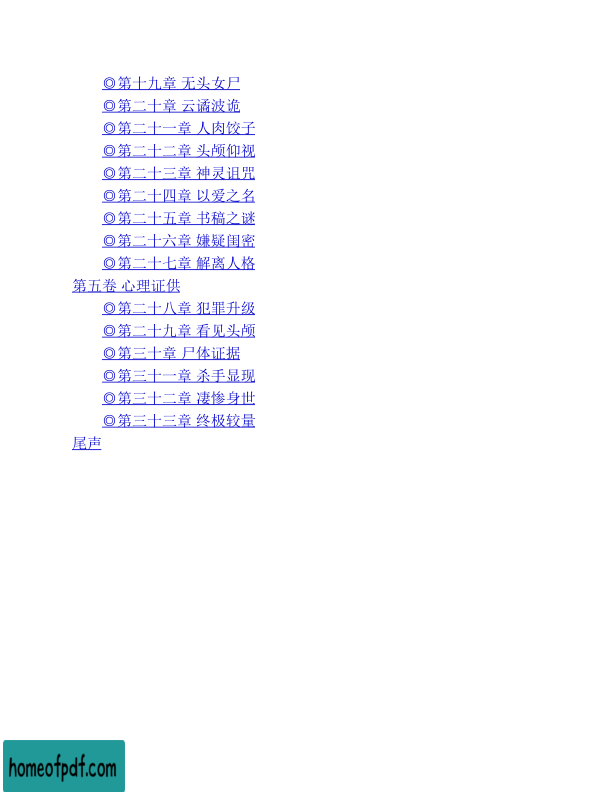 ◎第十九章 无头女尸
◎第二十章 云谲波诡
◎第二十一章 人肉饺子
◎第二十二章 头颅仰视
◎第二十三章 神灵诅咒
◎第二十四章 以爱之名
◎第二十五章 书稿之谜
◎第二十六章 嫌疑闺密
◎第二十七章 解离人格
第五卷 心理证供
◎第二十八章 犯罪升级
◎第二十九章 看见头颅
◎第三十章 尸体证据
◎第三十一章 杀手显现
◎第三十二章 凄惨身世
◎第三十三章 终极较量
尾声
homeofpdf.com